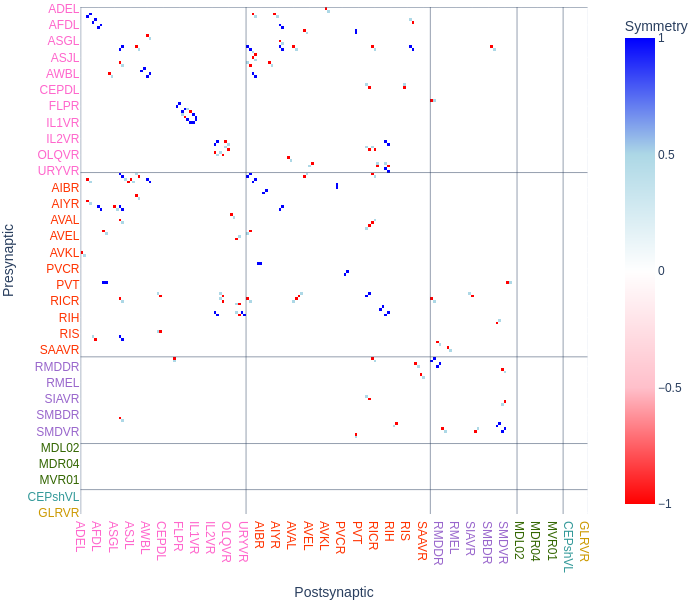 Symmetry
1
0.5
0
−0.5
−1
Presynaptic
ADEL
AFDL
ASGL
ASJL
AWBL
CEPDL
FLPR
IL1VR
IL2VR
OLQVR
URYVR
AIBR
AIYR
AVAL
AVEL
AVKL
PVCR
PVT
RICR
RIH
RIS
SAAVR
RMDDR
RMEL
SIAVR
SMBDR
SMDVR
MDL02
MDR04
MVR01
CEPshVL
GLRVR
ADEL
AFDL
ASGL
ASJL
AWBL
CEPDL
FLPR
IL1VR
IL2VR
OLQVR
URYVR
AIBR
AIYR
AVAL
AVEL
AVKL
PVCR
PVT
RICR
RIH
RIS
SAAVR
RMDDR
RMEL
SIAVR
SMBDR
SMDVR
MDL02
MDR04
MVR01
CEPshVL
GLRVR
Postsynaptic